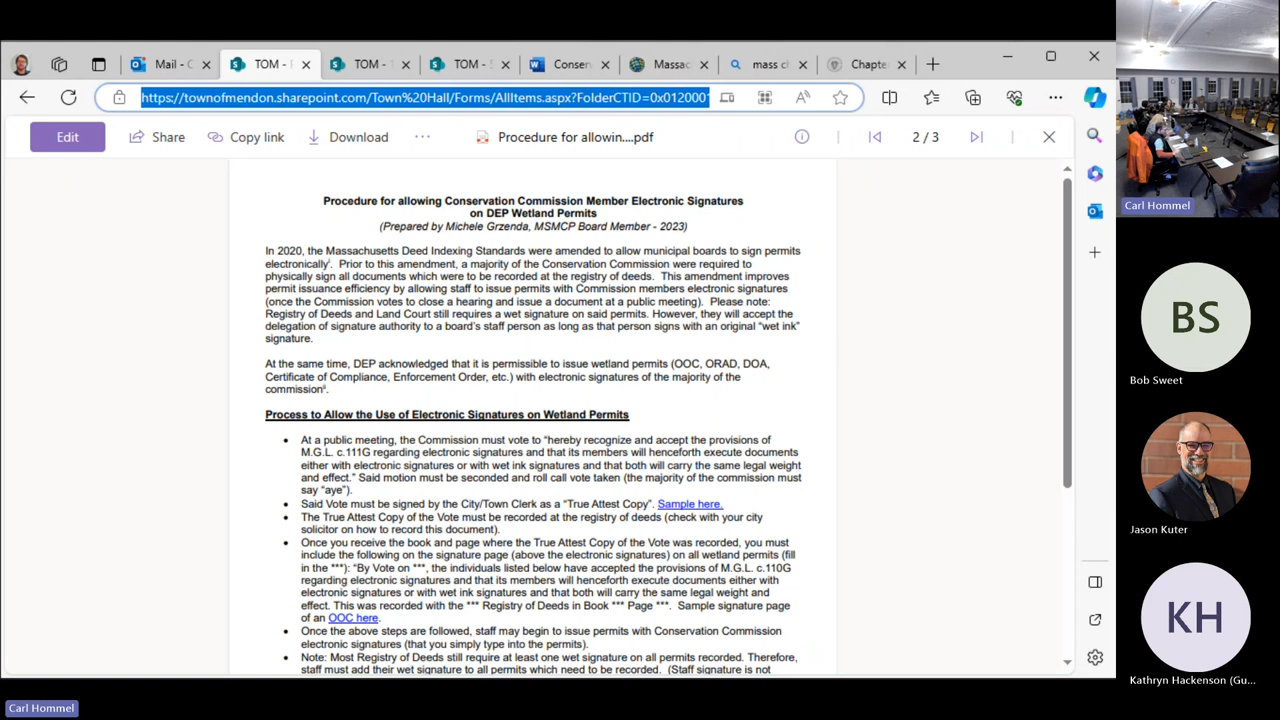 Mail - C
TOM - F
TOM - T
TOM - S
Conser
Massac
mass c
Chapte
https://townofmendon.sharepoint.com/Town%20Hall/Forms/AllItems.aspx?FolderCTID=0x012000
Edit
Share
Copy link
Download
Procedure for allowin....pdf
2 / 3
Procedure for allowing Conservation Commission Member Electronic Signatures
on DEP Wetland Permits
(Prepared by Michele Grzenda, MSMCP Board Member - 2023)
In 2020, the Massachusetts Deed Indexing Standards were amended to allow municipal boards to sign permits
electronicallyⁱ. Prior to this amendment, a majority of the Conservation Commission were required to
physically sign all documents which were to be recorded at the registry of deeds. This amendment improves
permit issuance efficiency by allowing staff to issue permits with Commission members electronic signatures
(once the Commission votes to close a hearing and issue a document at a public meeting). Please note:
Registry of Deeds and Land Court still requires a wet signature on said permits. However, they will accept the
delegation of signature authority to a board's staff person as long as that person signs with an original "wet ink"
signature.
At the same time, DEP acknowledged that it is permissible to issue wetland permits (OOC, ORAD, DOA,
Certificate of Compliance, Enforcement Order, etc.) with electronic signatures of the majority of the
commissionⁱⁱ.
Process to Allow the Use of Electronic Signatures on Wetland Permits
• At a public meeting, the Commission must vote to "hereby recognize and accept the provisions of
M.G.L. c.111G regarding electronic signatures and that its members will henceforth execute documents
either with electronic signatures or with wet ink signatures and that both will carry the same legal weight
and effect." Said motion must be seconded and roll call vote taken (the majority of the commission must
say "aye").
• Said Vote must be signed by the City/Town Clerk as a "True Attest Copy". Sample here.
• The True Attest Copy of the Vote must be recorded at the registry of deeds (check with your city
solicitor on how to record this document).
• Once you receive the book and page where the True Attest Copy of the Vote was recorded, you must
include the following on the signature page (above the electronic signatures) on all wetland permits (fill
in the ***): "By Vote on ***, the individuals listed below have accepted the provisions of M.G.L. c.110G
regarding electronic signatures and that its members will henceforth execute documents either with
electronic signatures or with wet ink signatures and that both will carry the same legal weight and
effect. This was recorded with the *** Registry of Deeds in Book *** Page ***. Sample signature page
of an OOC here.
• Once the above steps are followed, staff may begin to issue permits with Conservation Commission
electronic signatures (that you simply type into the permits).
• Note: Most Registry of Deeds still require at least one wet signature on all permits recorded. Therefore,
staff must add their wet signature to all permits which need to be recorded. (Staff signature is not
Carl Hommel
BS
Bob Sweet
Jason Kuter
KH
Kathryn Hackenson (Gu...
Carl Hommel